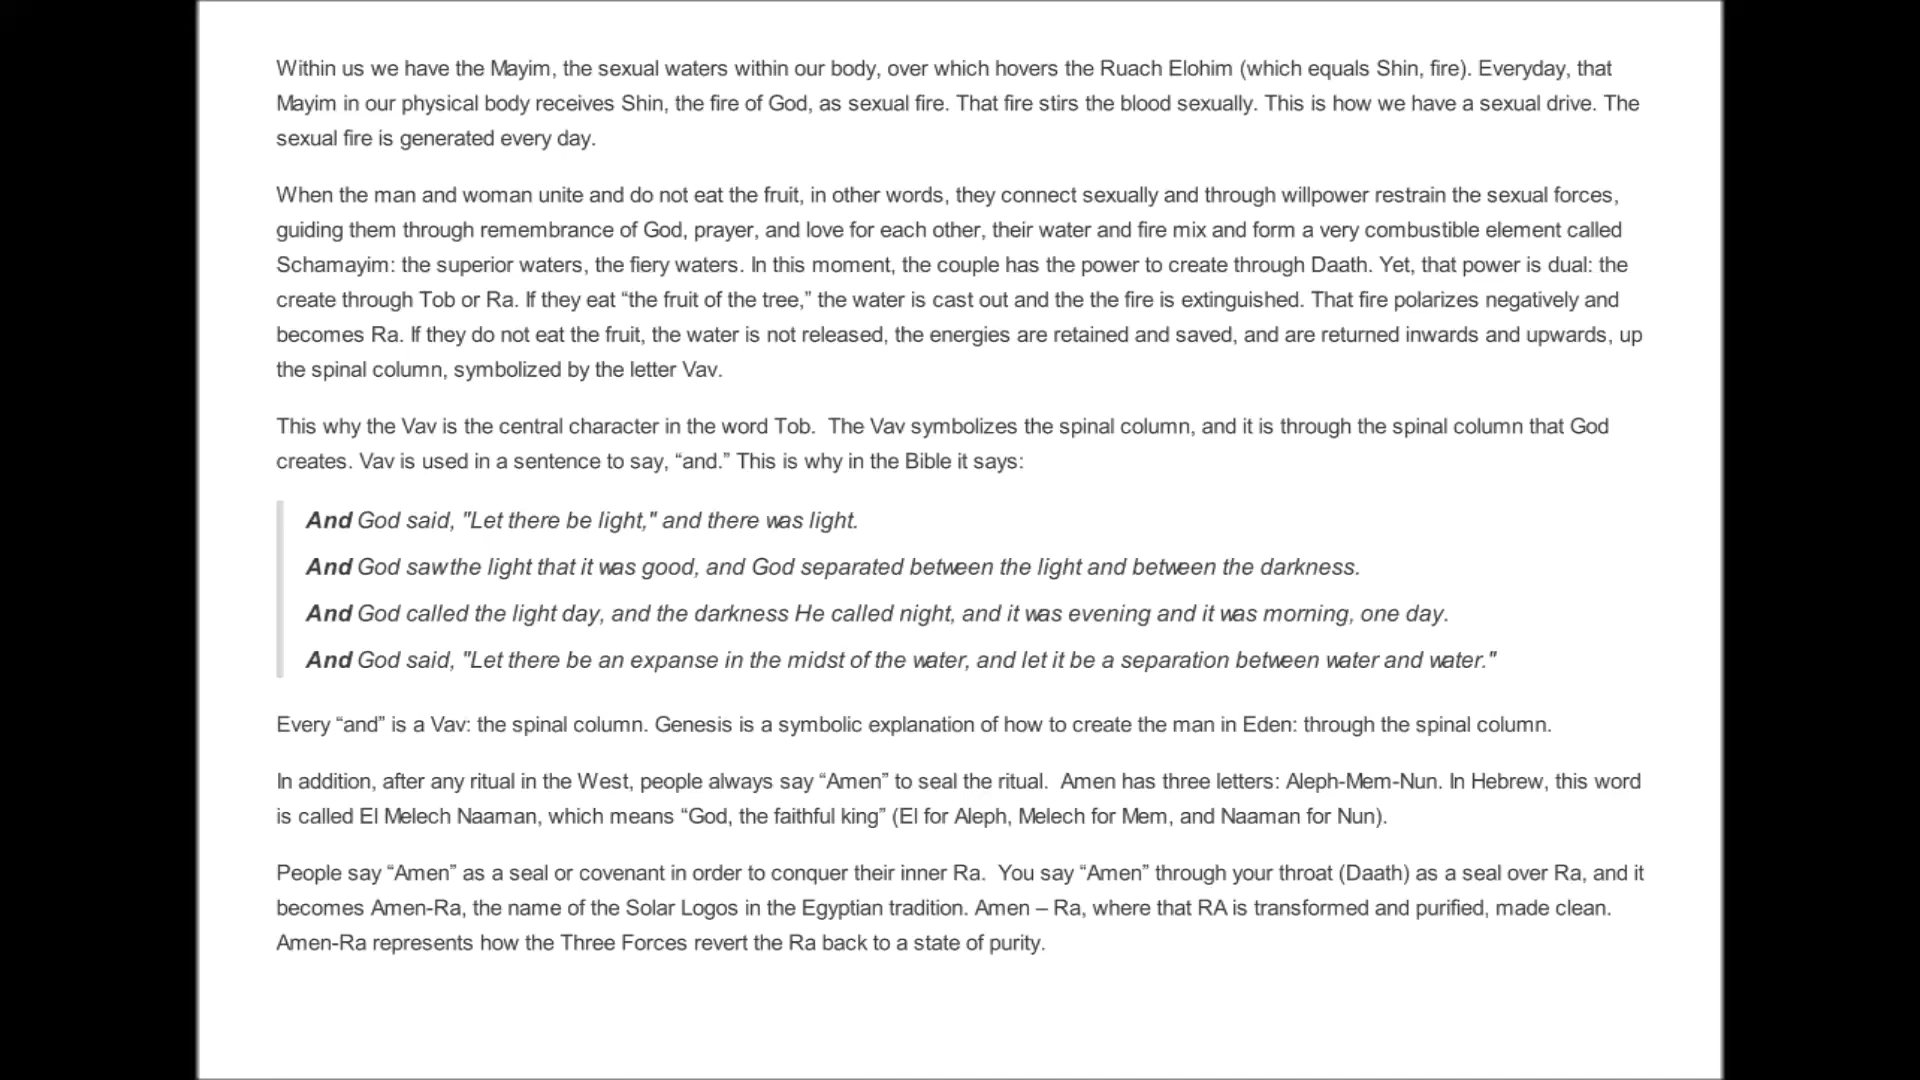 Within us we have the Mayim, the sexual waters within our body, over which hovers the Ruach Elohim (which equals Shin, fire). Everyday, that
Mayim in our physical body receives Shin, the fire of God, as sexual fire. That fire stirs the blood sexually. This is how we have a sexual drive. The
sexual fire is generated every day.
When the man and woman unite and do not eat the fruit, in other words, they connect sexually and through willpower restrain the sexual forces,
guiding them through remembrance of God, prayer, and love for each other, their water and fire mix and form a very combustible element called
Schamayim: the superior waters, the fiery waters. In this moment, the couple has the power to create through Daath. Yet, that power is dual: the
create through Tob or Ra. If they eat “the fruit of the tree,” the water is cast out and the the fire is extinguished. That fire polarizes negatively and
becomes Ra. If they do not eat the fruit, the water is not released, the energies are retained and saved, and are returned inwards and upwards, up
the spinal column, symbolized by the letter Vav.
This why the Vav is the central character in the word Tob.  The Vav symbolizes the spinal column, and it is through the spinal column that God
creates. Vav is used in a sentence to say, “and.” This is why in the Bible it says:
And God said, "Let there be light," and there was light.
And God saw the light that it was good, and God separated between the light and between the darkness.
And God called the light day, and the darkness He called night, and it was evening and it was morning, one day.
And God said, "Let there be an expanse in the midst of the water, and let it be a separation between water and water."
Every “and” is a Vav: the spinal column. Genesis is a symbolic explanation of how to create the man in Eden: through the spinal column.
In addition, after any ritual in the West, people always say “Amen” to seal the ritual.  Amen has three letters: Aleph-Mem-Nun. In Hebrew, this word
is called El Melech Naaman, which means “God, the faithful king” (El for Aleph, Melech for Mem, and Naaman for Nun).
People say “Amen” as a seal or covenant in order to conquer their inner Ra.  You say “Amen” through your throat (Daath) as a seal over Ra, and it
becomes Amen-Ra, the name of the Solar Logos in the Egyptian tradition. Amen – Ra, where that RA is transformed and purified, made clean.
Amen-Ra represents how the Three Forces revert the Ra back to a state of purity.